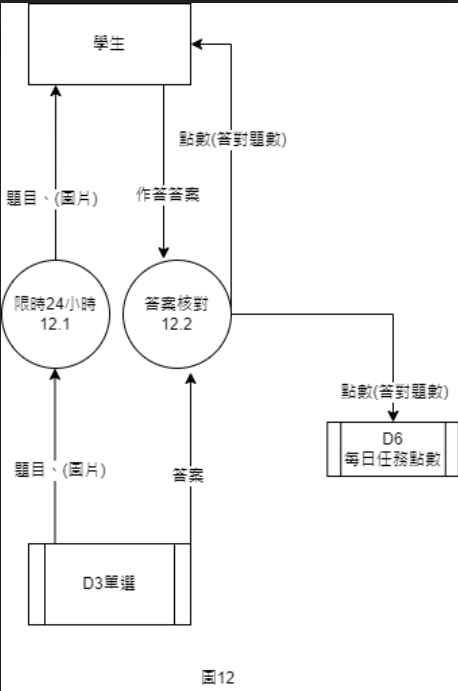 學生
點數(答對題數)
題目、(圖片)
作答答案
限時24小時
12.1
答案核對
12.2
點數(答對題數)
D6
每日任務點數
題目、(圖片)
答案
D3單選
圖12